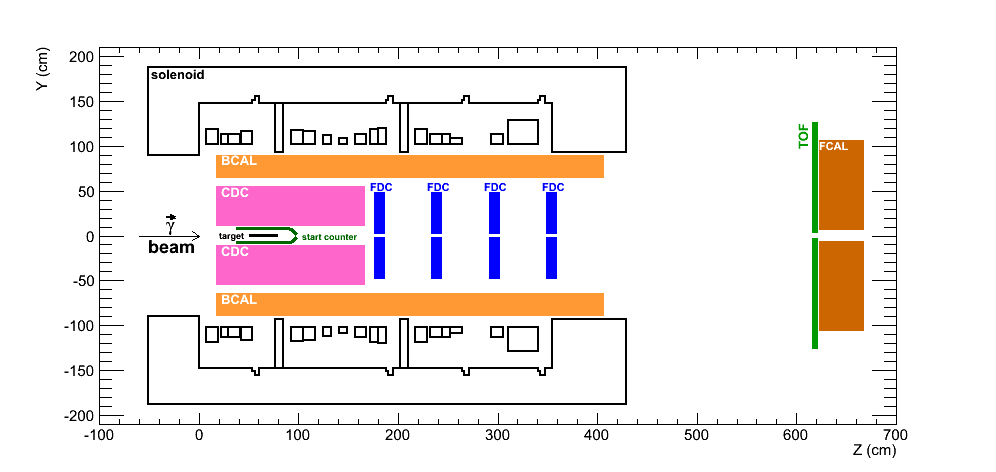 Y (cm)
200
150
100
50
0
-50
-100
-150
-200
solenoid
BCAL
CDC
FDC FDC FDC FDC
γ
beam
target
start counter
CDC
BCAL
TOF
FCAL
-100 0 100 200 300 400 500 600 700
Z (cm)